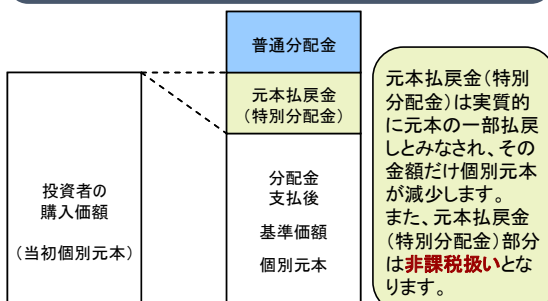 普通分配金
元本払戻金
(特別分配金)
投資者の
購入価額
(当初個別元本)
分配金
支払後
基準価額
個別元本
元本払戻金(特別
分配金)は実質的
に元本の一部払戻
しとみなされ、その
金額だけ個別元本
が減少します。
また、元本払戻金
(特別分配金)部分
は非課税扱いとな
ります。